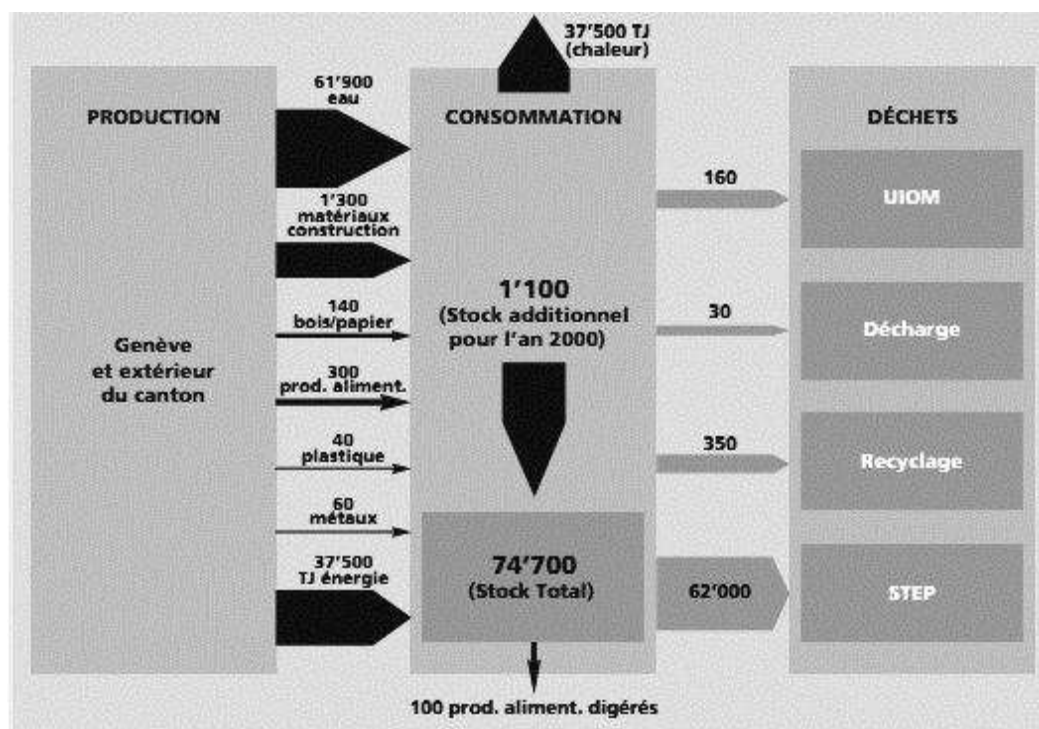 37'500 TJ
(chaleur)
PRODUCTION
Genève
et extérieur
du canton
61'900
eau
1'300
matériaux
construction
140
bois/papier
300
prod. aliment.
40
plastique
60
métaux
37'500
TJ énergie
CONSOMMATION
1'100
(Stock additionnel
pour l'an 2000)
74'700
(Stock Total)
100 prod. aliment. digérés
160
30
350
62'000
DÉCHETS
UIOM
Décharge
Recyclage
STEP